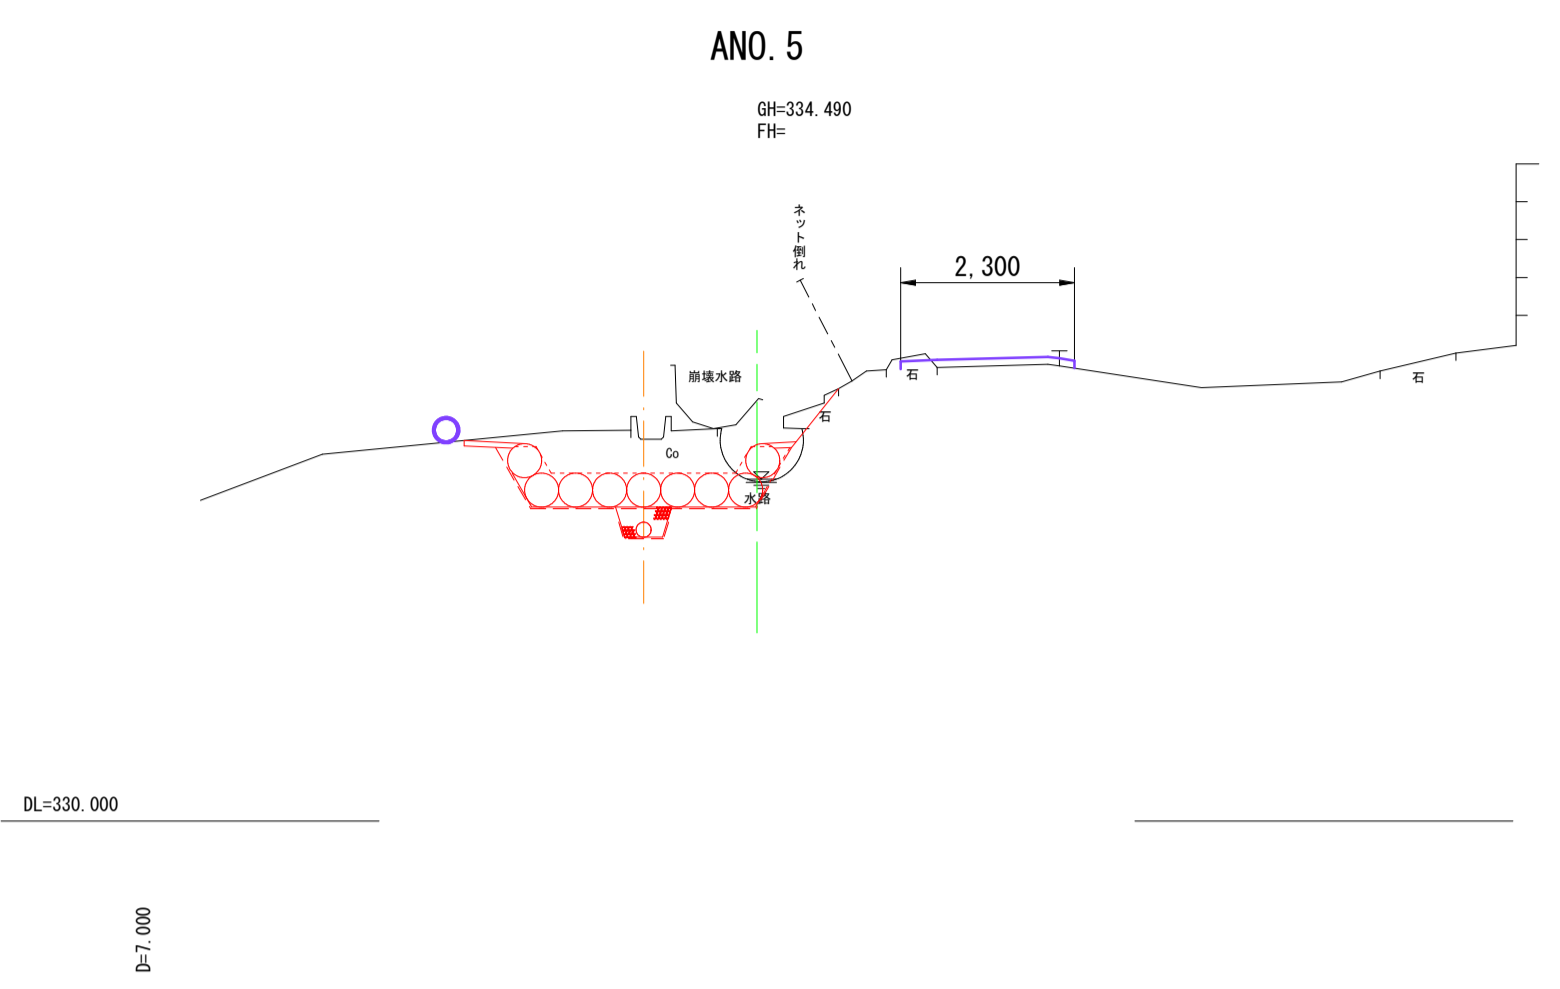 ANO.5
GH=334.490
FH=
ネット倒れ
2,300
崩壊水路
石
石
石
Co
水路
DL=330.000
D=7.000